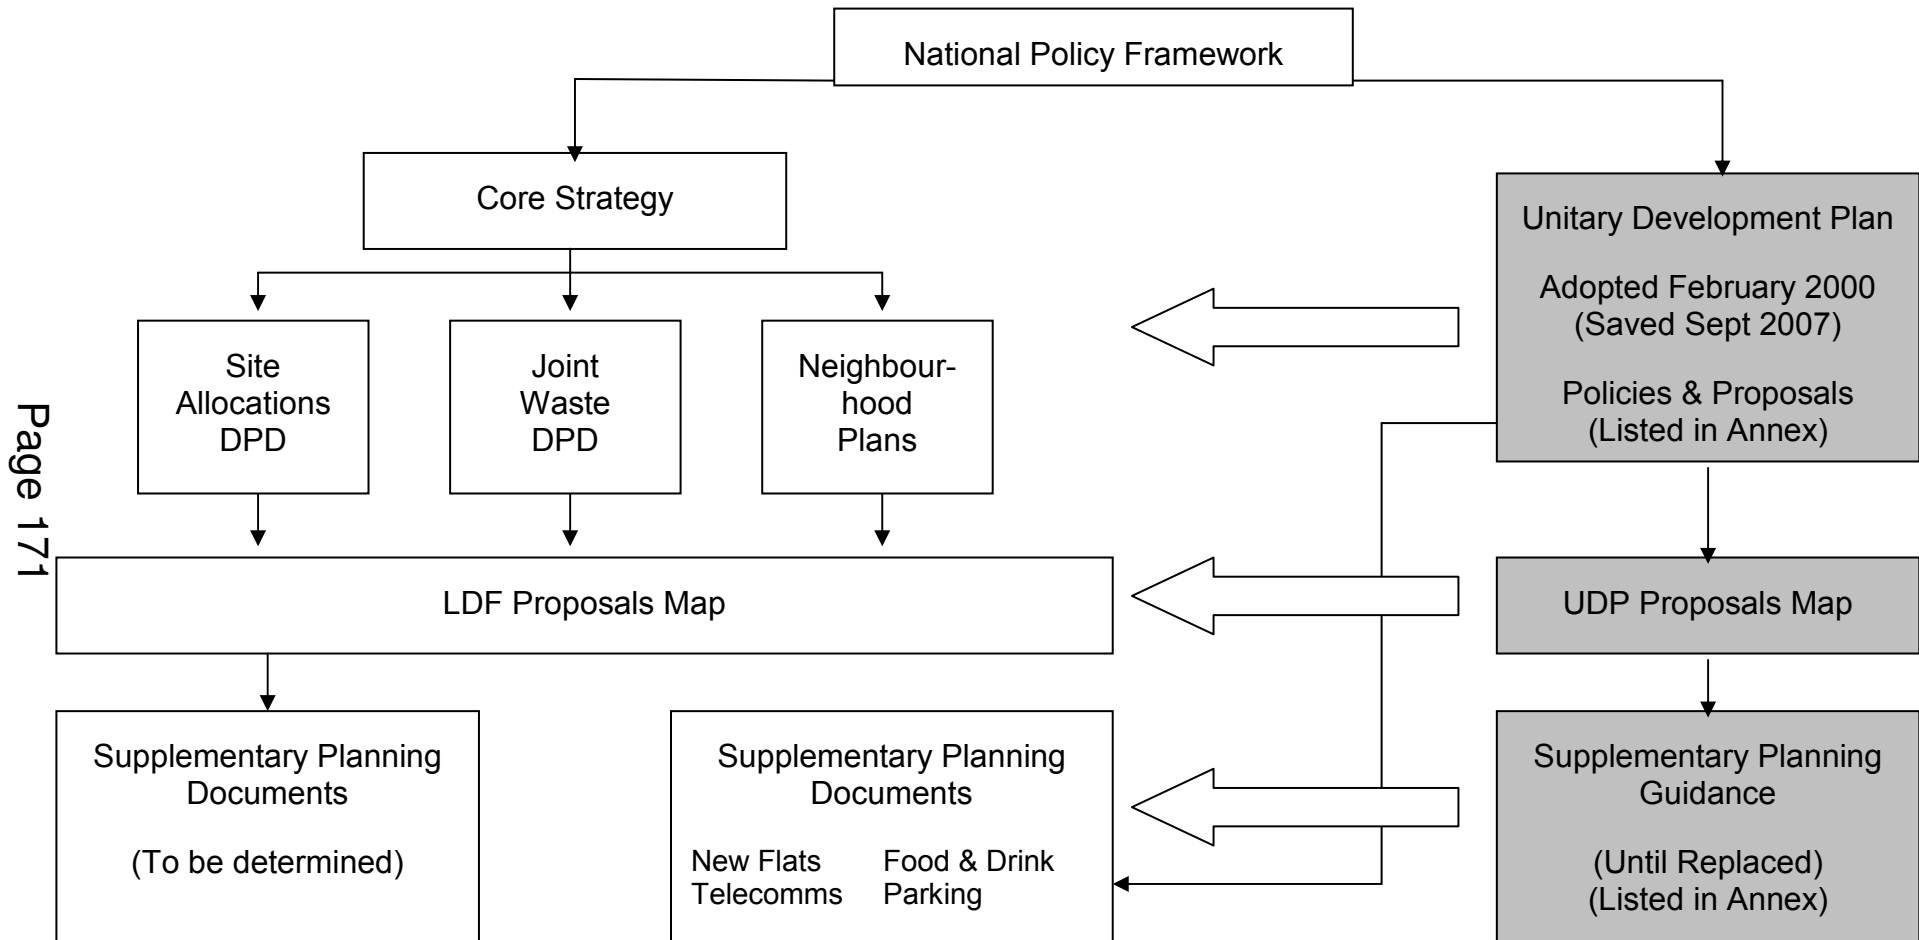 National Policy Framework
Core Strategy
Unitary Development Plan
Adopted February 2000
(Saved Sept 2007)
Policies & Proposals
(Listed in Annex)
Site
Allocations
DPD
Joint
Waste
DPD
Neighbour-
hood
Plans
Page 171
LDF Proposals Map
UDP Proposals Map
Supplementary Planning
Documents
(To be determined)
Supplementary Planning
Documents
New Flats Food & Drink
Telecomms Parking
Supplementary Planning
Guidance
(Until Replaced)
(Listed in Annex)